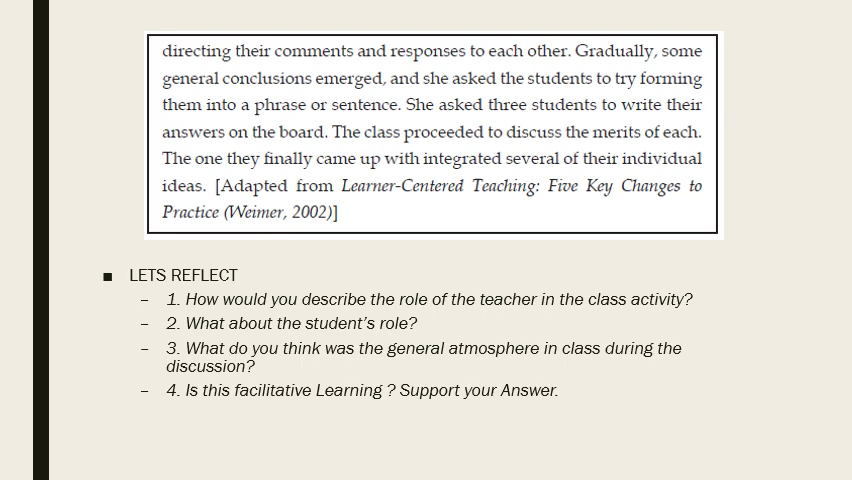 directing their comments and responses to each other. Gradually, some
general conclusions emerged, and she asked the students to try forming
them into a phrase or sentence. She asked three students to write their
answers on the board. The class proceeded to discuss the merits of each.
The one they finally came up with integrated several of their individual
ideas. [Adapted from Learner-Centered Teaching: Five Key Changes to
Practice (Weimer, 2002)]
■ LETS REFLECT
– 1. How would you describe the role of the teacher in the class activity?
– 2. What about the student's role?
– 3. What do you think was the general atmosphere in class during the
discussion?
– 4. Is this facilitative Learning ? Support your Answer.